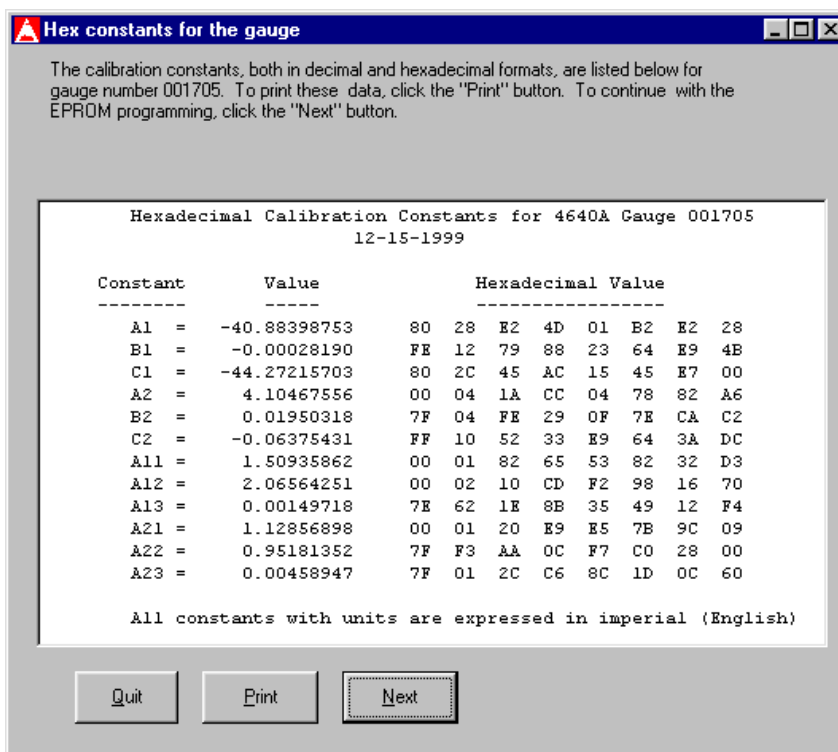 Hex constants for the gauge
The calibration constants, both in decimal and hexadecimal formats, are listed below for
gauge number 001705. To print these data, click the "Print" button. To continue with the
EPROM programming, click the "Next" button.
Hexadecimal Calibration Constants for 4640A Gauge 001705
12-15-1999
Constant Value Hexadecimal Value
-------- ----- -----------------
A1 = -40.88398753 80 28 E2 4D 01 B2 E2 28
B1 = -0.00028190 FE 12 79 88 23 64 E9 4B
C1 = -44.27215703 80 2C 45 AC 15 45 E7 00
A2 = 4.10467556 00 04 1A CC 04 78 82 A6
B2 = 0.01950318 7F 04 FE 29 0F 7E CA C2
C2 = -0.06375431 FF 10 52 33 E9 64 3A DC
A11 = 1.50935862 00 01 82 65 53 82 32 D3
A12 = 2.06564251 00 02 10 CD F2 98 16 70
A13 = 0.00149718 7E 62 1E 8B 35 49 12 F4
A21 = 1.12856898 00 01 20 E9 E5 7B 9C 09
A22 = 0.95181352 7F F3 AA 0C F7 C0 28 00
A23 = 0.00458947 7F 01 2C C6 8C 1D 0C 60
All constants with units are expressed in imperial (English)
Quit Print Next